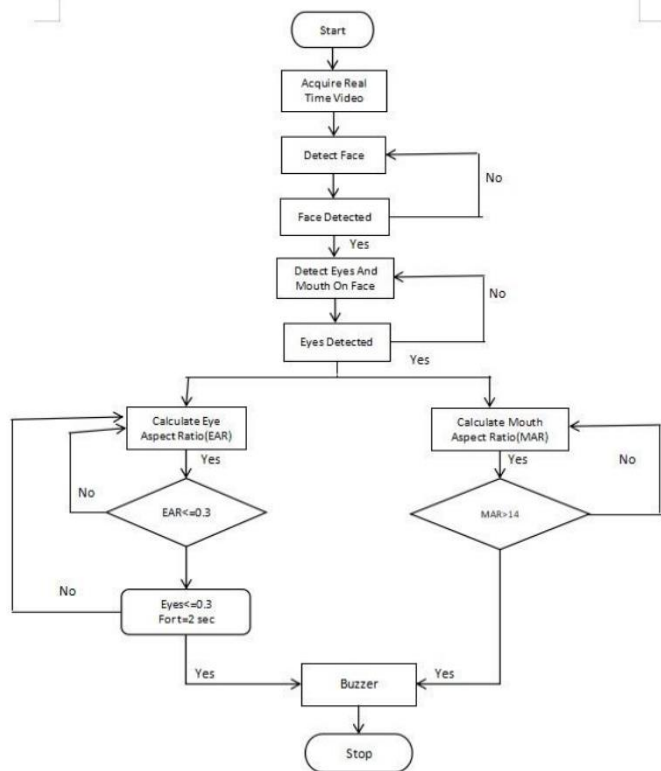 Start
Acquire Real
Time Video
Detect Face
No
Face Detected
Yes
Detect Eyes And
Mouth On Face
No
Eyes Detected
Yes
Calculate Eye
Aspect Ratio(EAR)
Calculate Mouth
Aspect Ratio(MAR)
Yes
Yes
No
No
EAR<=0.3
MAR>14
No
Eyes<=0.3
For t=2 sec
Yes
Yes
Buzzer
Stop